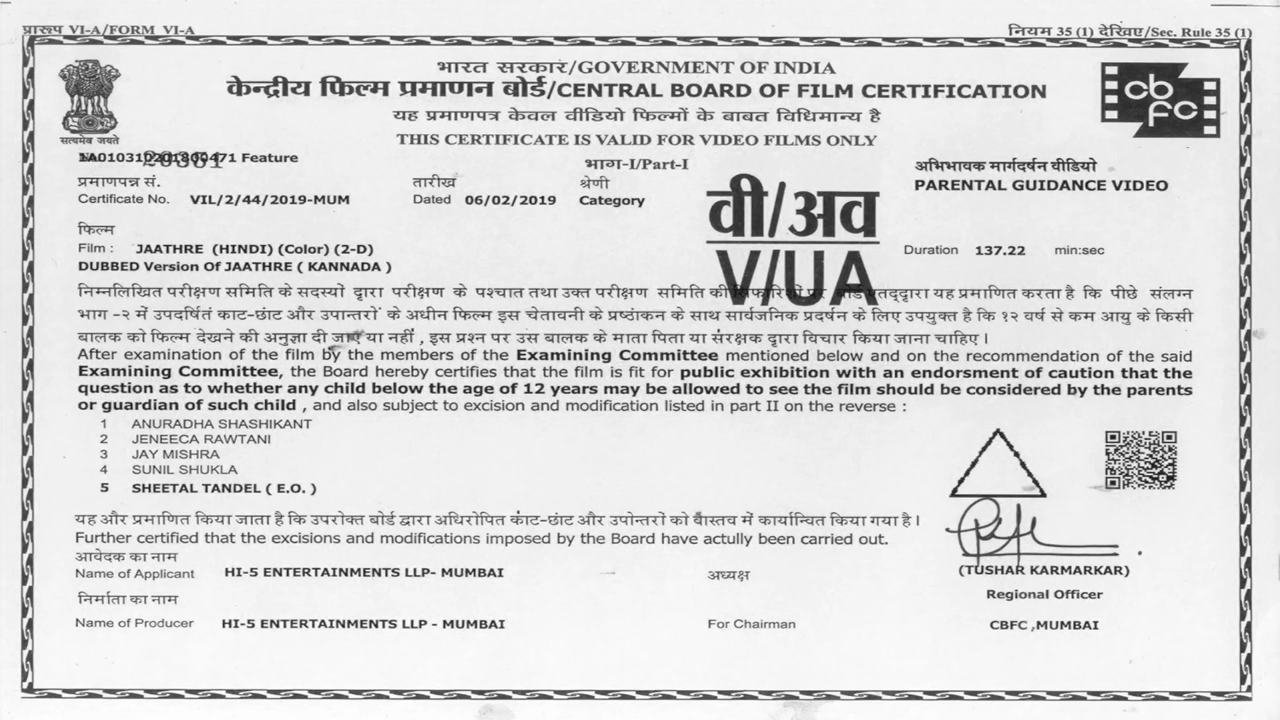 प्रारूप VI-A/FORM VI-A
नियम 35 (1) देखिए/Sec. Rule 35 (1)
भारत सरकार/GOVERNMENT OF INDIA
केन्द्रीय फिल्म प्रमाणन बोर्ड/CENTRAL BOARD OF FILM CERTIFICATION
यह प्रमाणपत्र केवल वीडियो फिल्मों के बाबत विधिमान्य है
THIS CERTIFICATE IS VALID FOR VIDEO FILMS ONLY
cb
fc
सत्यमेव जयते
Feature
भाग-I/Part-I
अभिभावक मार्गदर्षन वीडियो
PARENTAL GUIDANCE VIDEO
प्रमाणपन्न सं.
Certificate No. VIL/2/44/2019-MUM
तारीख
Dated 06/02/2019
श्रेणी
Category
वी/अव
V/UA
फिल्म
Film : JAATHRE (HINDI) (Color) (2-D)
DUBBED Version Of JAATHRE ( KANNADA )
Duration 137.22 min:sec
निम्नलिखित परीक्षण समिति के सदस्यों द्वारा परीक्षण के पश्चात तथा उक्त परीक्षण समिति की यह प्रमाणित करता है कि पीछे संलग्न
भाग -२ में उपदर्षित काट-छांट और उपान्तरों के अधीन फिल्म इस चेतावनी के प्रष्ठांकन के साथ सार्वजनिक प्रदर्षन के लिए उपयुक्त है कि १२ वर्ष से कम आयु के किसी
बालक को फिल्म देखने की अनुज्ञा दी जाए या नहीं , इस प्रश्न पर उस बालक के माता पिता या संरक्षक द्वारा विचार किया जाना चाहिए ।
After examination of the film by the members of the Examining Committee mentioned below and on the recommendation of the said
Examining Committee, the Board hereby certifies that the film is fit for public exhibition with an endorsment of caution that the
question as to whether any child below the age of 12 years may be allowed to see the film should be considered by the parents
or guardian of such child , and also subject to excision and modification listed in part II on the reverse :
1 ANURADHA SHASHIKANT
2 JENEECA RAWTANI
3 JAY MISHRA
4 SUNIL SHUKLA
5 SHEETAL TANDEL ( E.O. )
यह और प्रमाणित किया जाता है कि उपरोक्त बोर्ड द्वारा अधिरोपित कांट-छांट और उपोन्तरों को वास्तव में कार्यान्वित किया गया है ।
Further certified that the excisions and modifications imposed by the Board have actully been carried out.
आवेदक का नाम
Name of Applicant HI-5 ENTERTAINMENTS LLP- MUMBAI
अध्यक्ष
(TUSHAR KARMARKAR)
Regional Officer
निर्माता का नाम
Name of Producer HI-5 ENTERTAINMENTS LLP - MUMBAI
For Chairman
CBFC ,MUMBAI